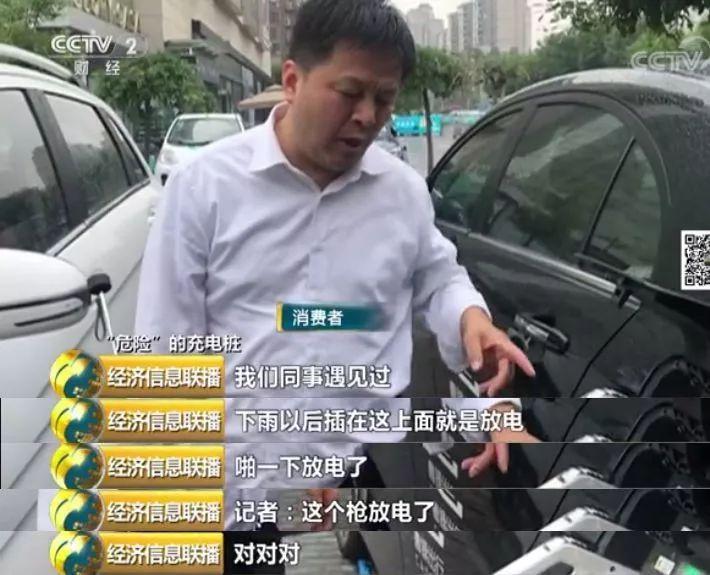 CCTV 2
财经
CCTV
消费者
“危险”的充电桩
经济信息联播 我们同事遇见过
经济信息联播 下雨以后插在这上面就是放电
经济信息联播 啪一下放电了
经济信息联播 记者：这个枪放电了
经济信息联播 对对对